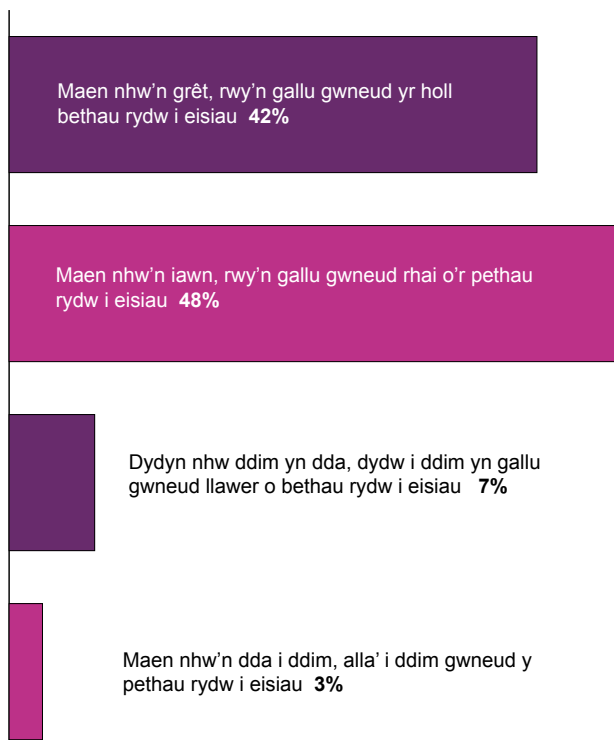 Maen nhw'n grêt, rwy'n gallu gwneud yr holl
bethau rydw i eisiau 42%
Maen nhw'n iawn, rwy'n gallu gwneud rhai o'r pethau
rydw i eisiau 48%
Dydyn nhw ddim yn dda, dydw i ddim yn gallu
gwneud llawer o bethau rydw i eisiau 7%
Maen nhw'n dda i ddim, alla' i ddim gwneud y
pethau rydw i eisiau 3%